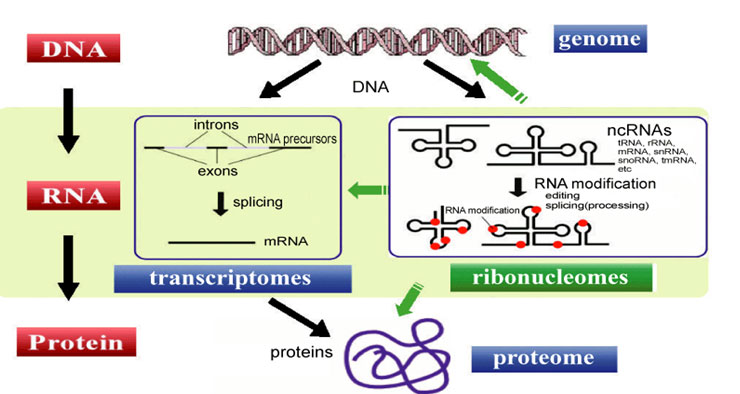 DNA
genome
DNA
introns
mRNA precursors
exons
splicing
mRNA
transcriptomes
ncRNAs
tRNA, rRNA,
mRNA, snRNA,
snoRNA, tmRNA,
etc
RNA modification
editing
splicing(processing)
RNA modification
ribonucleomes
RNA
Protein
proteins
proteome